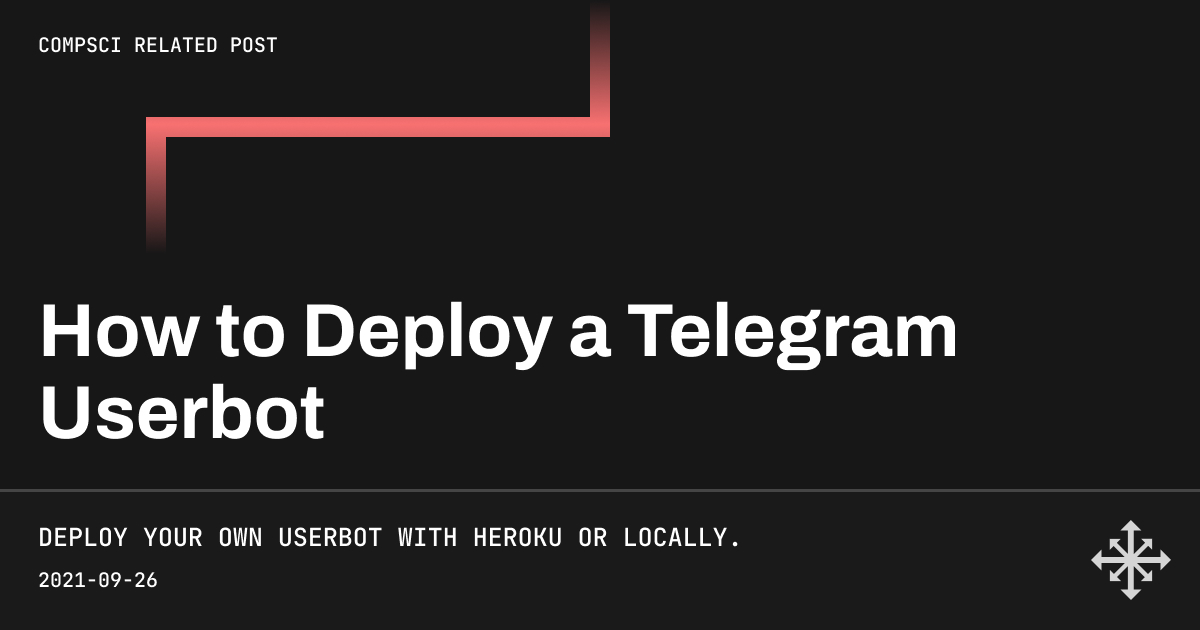 COMPSCI RELATED POST
How to Deploy a Telegram
Userbot
DEPLOY YOUR OWN USERBOT WITH HEROKU OR LOCALLY.
2021-09-26